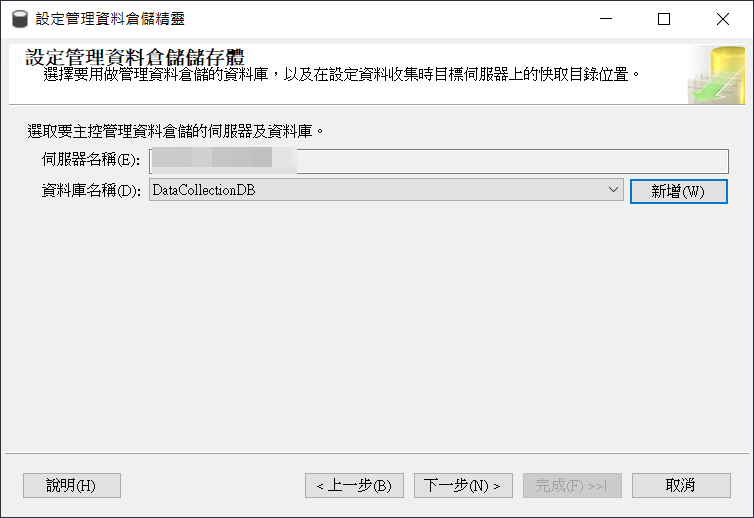 設定管理資料倉儲精靈
設定管理資料倉儲儲存體
選擇要用做管理資料倉儲的資料庫，以及在設定資料收集時目標伺服器上的快取目錄位置。
選取要主控管理資料倉儲的伺服器及資料庫。
伺服器名稱(E):
資料庫名稱(D): DataCollectionDB 新增(W)
說明(H) < 上一步(B) 下一步(N) > 完成(F) >>| 取消